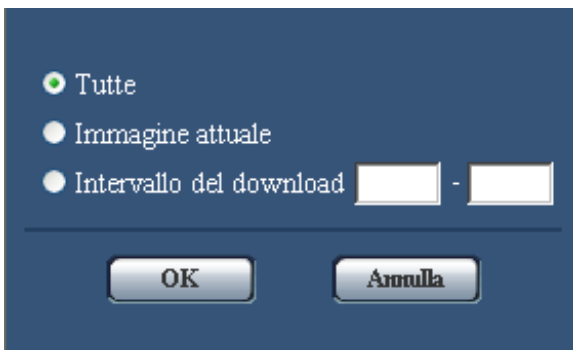 Tutte
Immagine attuale
Intervallo del download -
OK Annulla